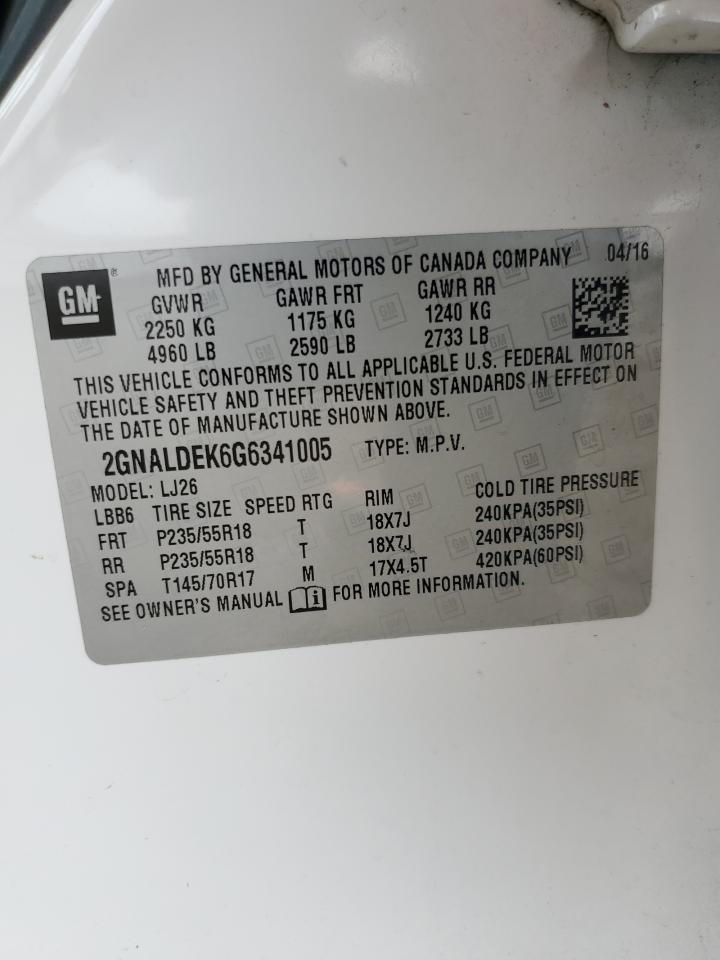 GM ® MFD BY GENERAL MOTORS OF CANADA COMPANY 04/16
GVWR GAWR FRT GAWR RR
2250 KG 1175 KG 1240 KG
4960 LB 2590 LB 2733 LB
THIS VEHICLE CONFORMS TO ALL APPLICABLE U.S. FEDERAL MOTOR
VEHICLE SAFETY AND THEFT PREVENTION STANDARDS IN EFFECT ON
THE DATE OF MANUFACTURE SHOWN ABOVE.
2GNALDEK6G6341005 TYPE: M.P.V.
MODEL: LJ26
LBB6 TIRE SIZE SPEED RTG RIM COLD TIRE PRESSURE
FRT P235/55R18 T 18X7J 240KPA(35PSI)
RR P235/55R18 T 18X7J 240KPA(35PSI)
SPA T145/70R17 M 17X4.5T 420KPA(60PSI)
SEE OWNER'S MANUAL i FOR MORE INFORMATION.